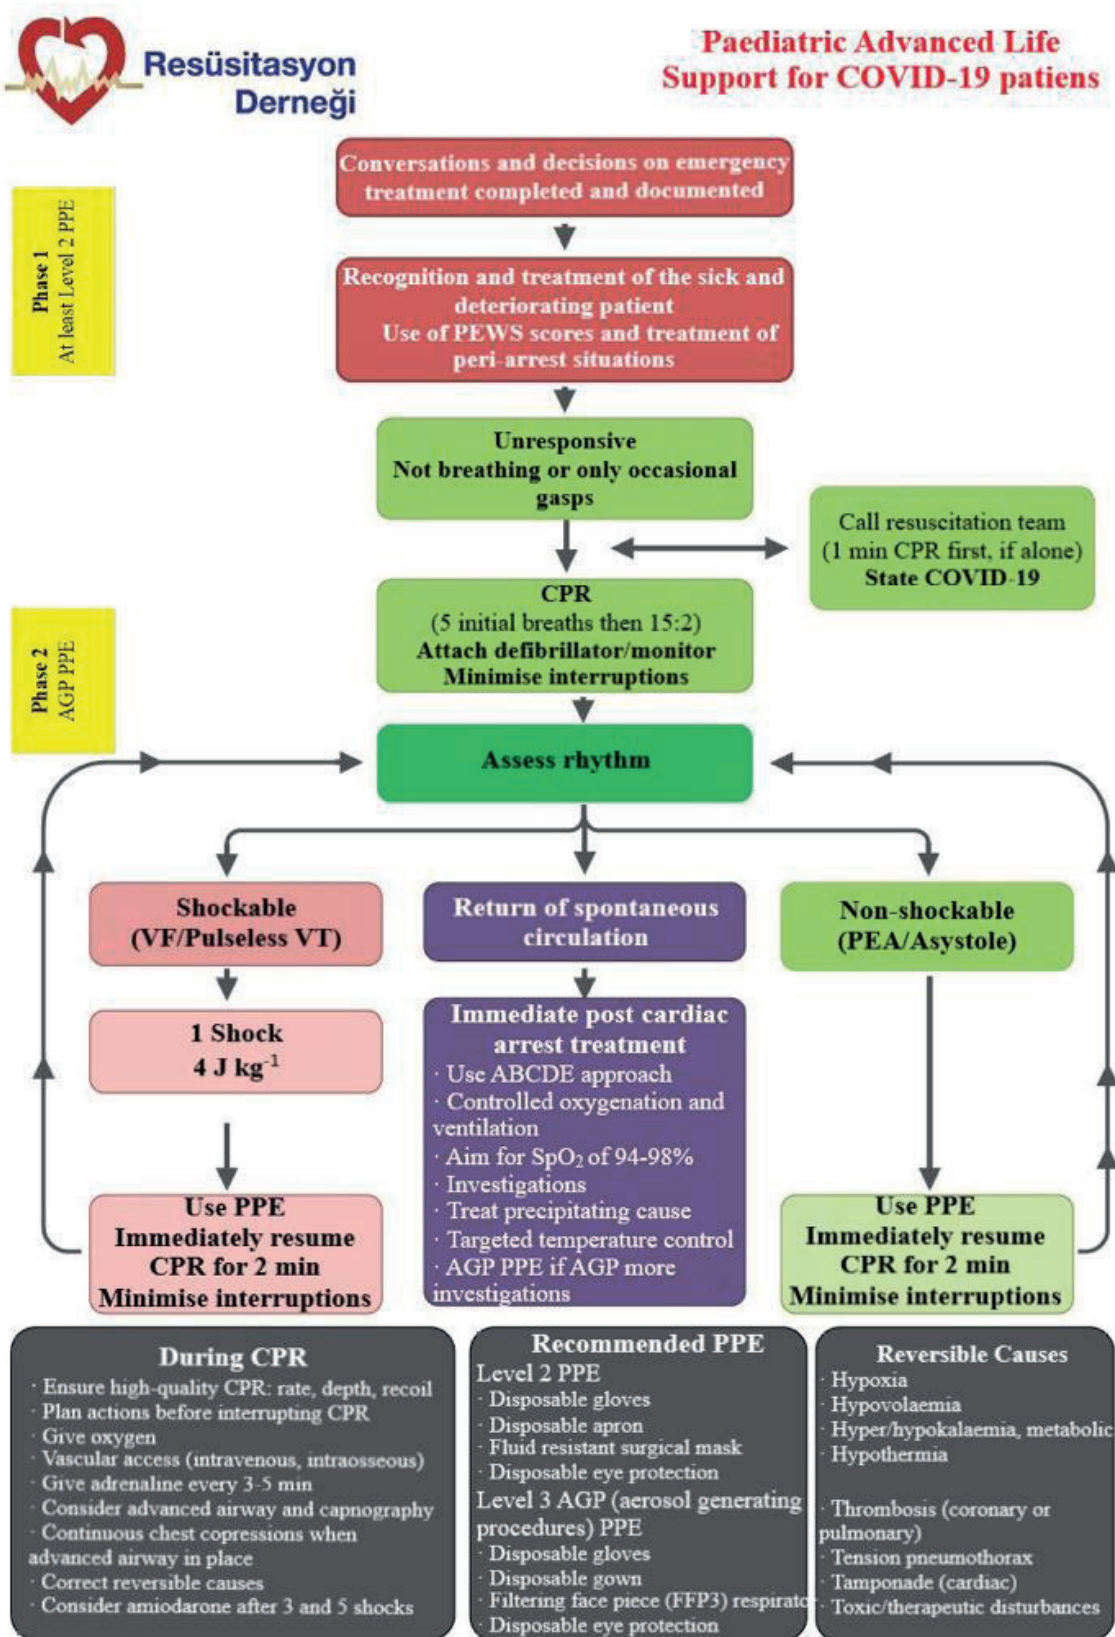 Resüsitasyon
Derneği
Paediatric Advanced Life
Support for COVID-19 patiens
Phase 1
At least Level 2 PPE
Conversations and decisions on emergency
treatment completed and documented
Recognition and treatment of the sick and
deteriorating patient
Use of PEWS scores and treatment of
peri-arrest situations
Unresponsive
Not breathing or only occasional
gasps
Call resuscitation team
(1 min CPR first, if alone)
State COVID-19
Phase 2
AGP PPE
CPR
(5 initial breaths then 15:2)
Attach defibrillator/monitor
Minimise interruptions
Assess rhythm
Shockable
(VF/Pulseless VT)
1 Shock
4 J kg⁻¹
Use PPE
Immediately resume
CPR for 2 min
Minimise interruptions
Return of spontaneous
circulation
Immediate post cardiac
arrest treatment
· Use ABCDE approach
· Controlled oxygenation and
ventilation
· Aim for SpO₂ of 94-98%
· Investigations
· Treat precipitating cause
· Targeted temperature control
· AGP PPE if AGP more
investigations
Non-shockable
(PEA/Asystole)
Use PPE
Immediately resume
CPR for 2 min
Minimise interruptions
During CPR
· Ensure high-quality CPR: rate, depth, recoil
· Plan actions before interrupting CPR
· Give oxygen
· Vascular access (intravenous, intraosseous)
· Give adrenaline every 3-5 min
· Consider advanced airway and capnography
· Continuous chest copressions when
advanced airway in place
· Correct reversible causes
· Consider amiodarone after 3 and 5 shocks
Recommended PPE
Level 2 PPE
· Disposable gloves
· Disposable apron
· Fluid resistant surgical mask
· Disposable eye protection
Level 3 AGP (aerosol generating
procedures) PPE
· Disposable gloves
· Disposable gown
· Filtering face piece (FFP3) respirator
· Disposable eye protection
Reversible Causes
· Hypoxia
· Hypovolaemia
· Hyper/hypokalaemia, metabolic
· Hypothermia
· Thrombosis (coronary or
pulmonary)
· Tension pneumothorax
· Tamponade (cardiac)
· Toxic/therapeutic disturbances